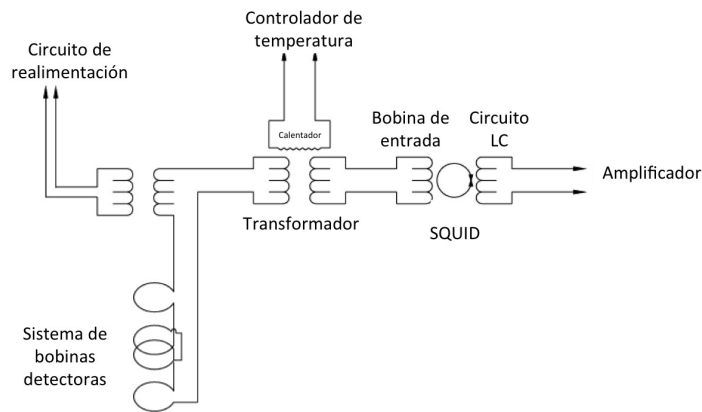 Controlador de
temperatura
Circuito de
realimentación
Calentador
Bobina de
entrada
Circuito
LC
Amplificador
Transformador
SQUID
Sistema de
bobinas
detectoras